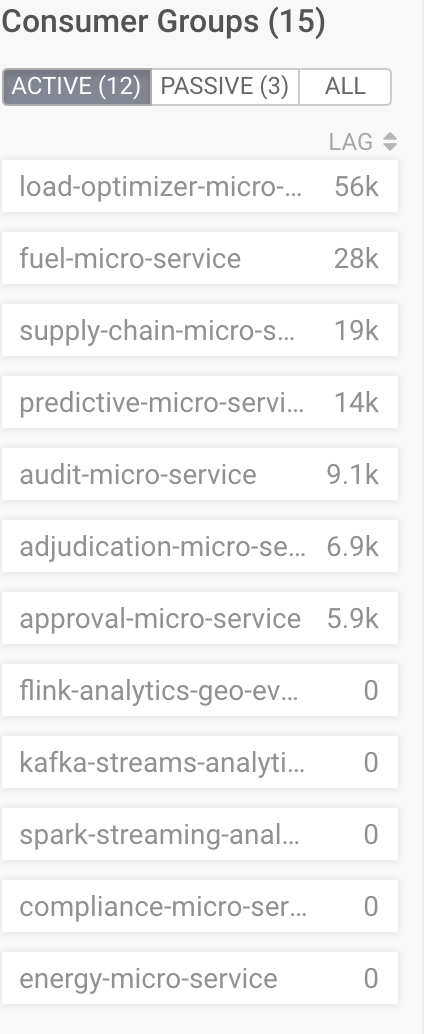 Consumer Groups (15)
ACTIVE (12) PASSIVE (3) ALL
LAG
load-optimizer-micro-... 56k
fuel-micro-service 28k
supply-chain-micro-s... 19k
predictive-micro-servi... 14k
audit-micro-service 9.1k
adjudication-micro-se... 6.9k
approval-micro-service 5.9k
flink-analytics-geo-ev... 0
kafka-streams-analyti... 0
spark-streaming-anal... 0
compliance-micro-ser... 0
energy-micro-service 0